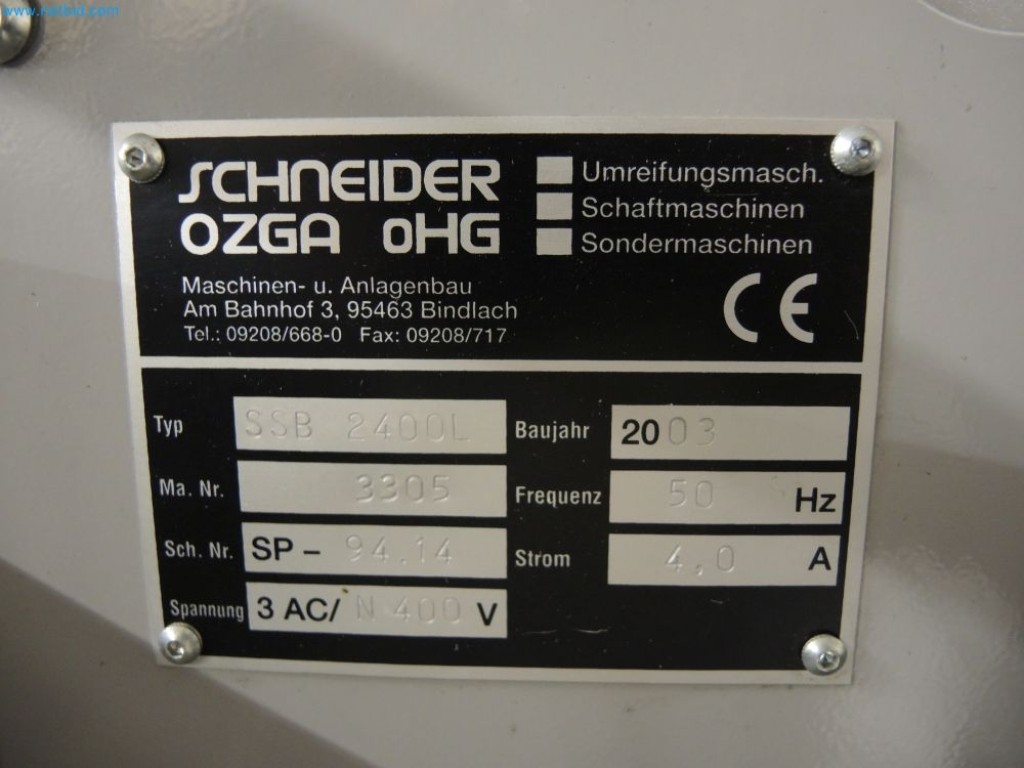 www.netbid.com
SCHNEIDER
OZGA oHG
Umreifungsmasch.
Schaftmaschinen
Sondermaschinen
Maschinen- u. Anlagenbau
Am Bahnhof 3, 95463 Bindlach
Tel.: 09208/668-0 Fax: 09208/717
CE
Typ SSB 2400L Baujahr 2003
Ma. Nr. 3305 Frequenz 50 Hz
Sch. Nr. SP- 94.14 Strom 4,0 A
Spannung 3 AC/ N 400 V